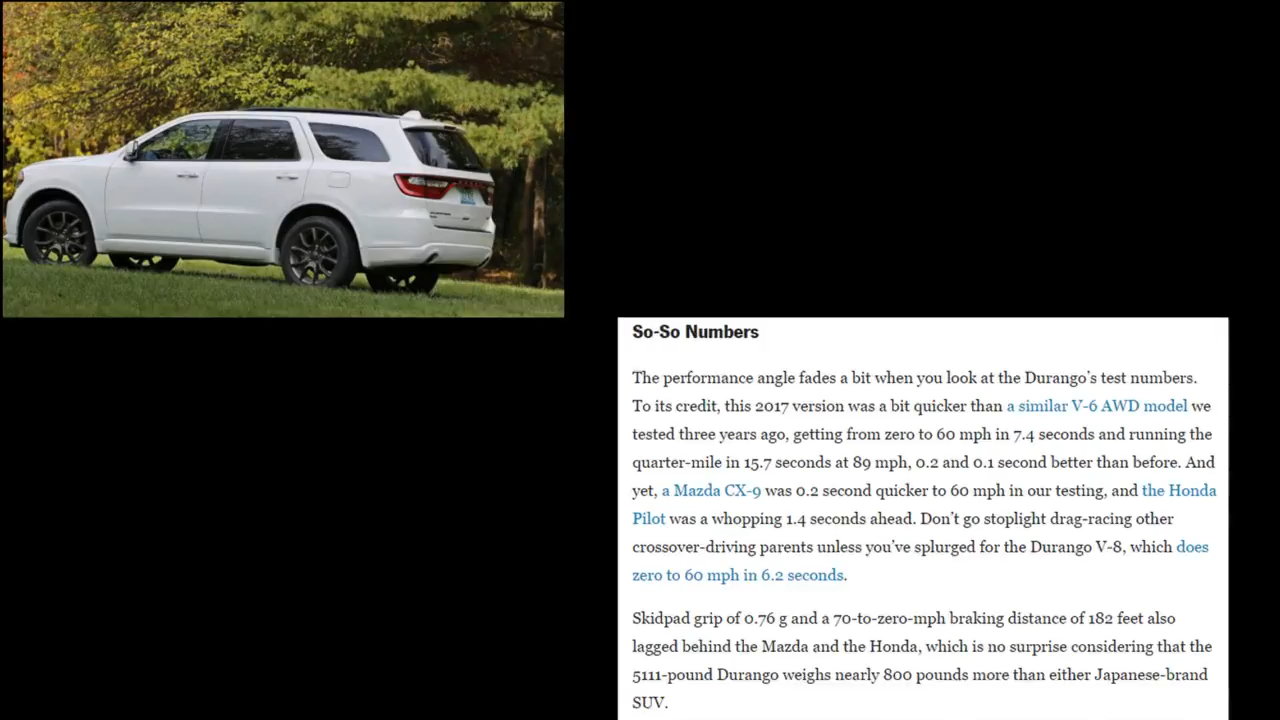 So-So Numbers
The performance angle fades a bit when you look at the Durango’s test numbers.
To its credit, this 2017 version was a bit quicker than a similar V-6 AWD model we
tested three years ago, getting from zero to 60 mph in 7.4 seconds and running the
quarter-mile in 15.7 seconds at 89 mph, 0.2 and 0.1 second better than before. And
yet, a Mazda CX-9 was 0.2 second quicker to 60 mph in our testing, and the Honda
Pilot was a whopping 1.4 seconds ahead. Don’t go stoplight drag-racing other
crossover-driving parents unless you’ve splurged for the Durango V-8, which does
zero to 60 mph in 6.2 seconds.
Skidpad grip of 0.76 g and a 70-to-zero-mph braking distance of 182 feet also
lagged behind the Mazda and the Honda, which is no surprise considering that the
5111-pound Durango weighs nearly 800 pounds more than either Japanese-brand
SUV.